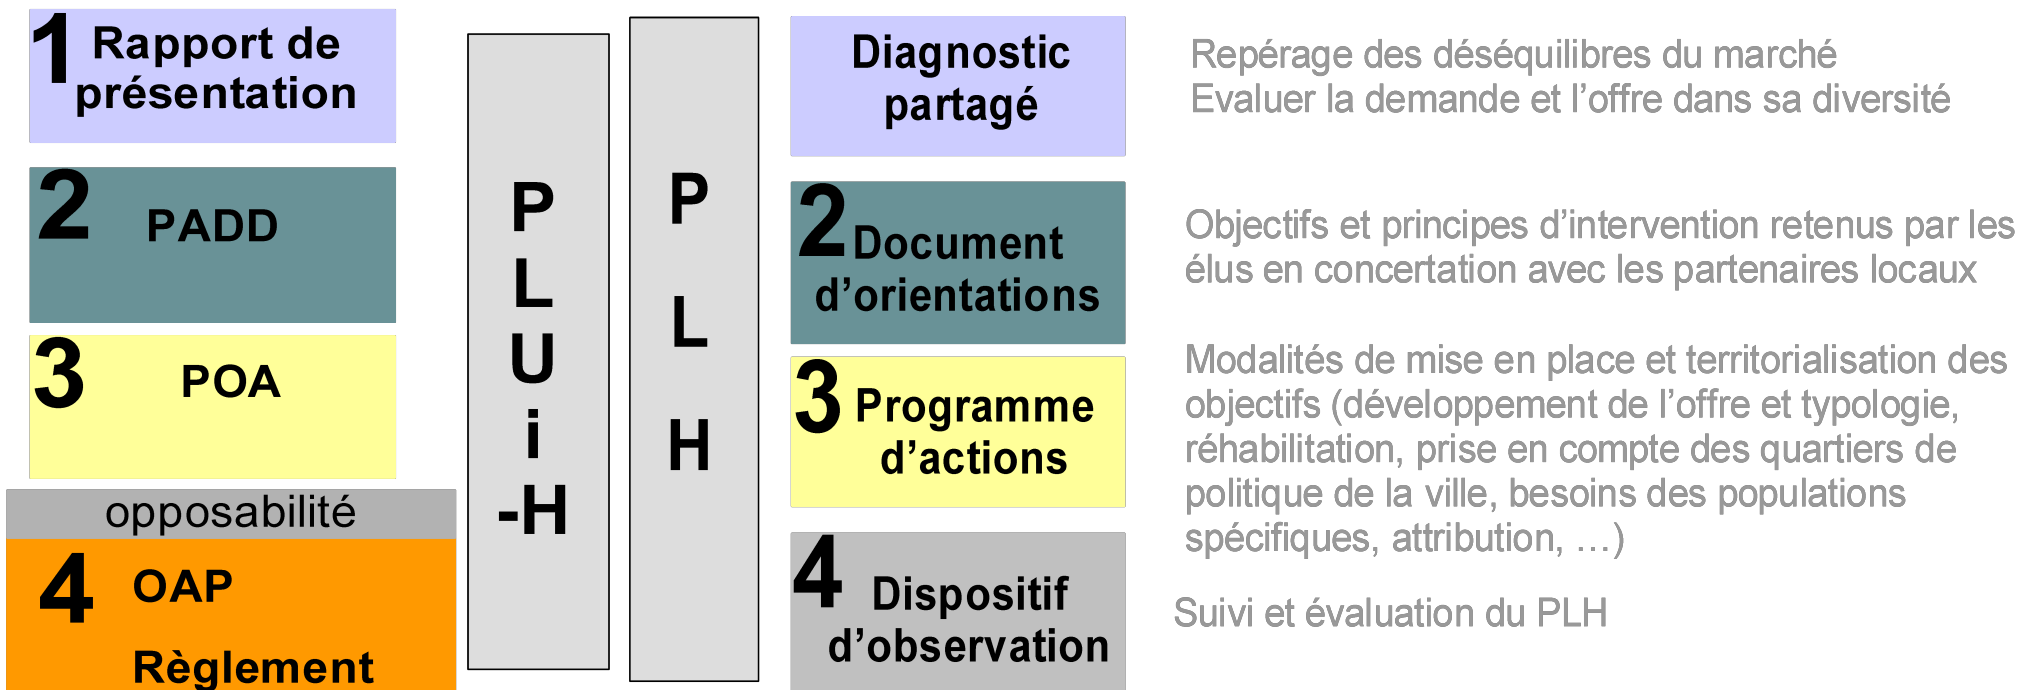 1 Rapport de
présentation
2 PADD
3 POA
opposabilité
4 OAP
Règlement
P
L
U
i
-H
P
L
H
Diagnostic
partagé
2 Document
d’orientations
3 Programme
d’actions
4 Dispositif
d’observation
Repérage des déséquilibres du marché
Evaluer la demande et l’offre dans sa diversité
Objectifs et principes d’intervention retenus par les
élus en concertation avec les partenaires locaux
Modalités de mise en place et territorialisation des
objectifs (développement de l’offre et typologie,
réhabilitation, prise en compte des quartiers de
politique de la ville, besoins des populations
spécifiques, attribution, …)
Suivi et évaluation du PLH